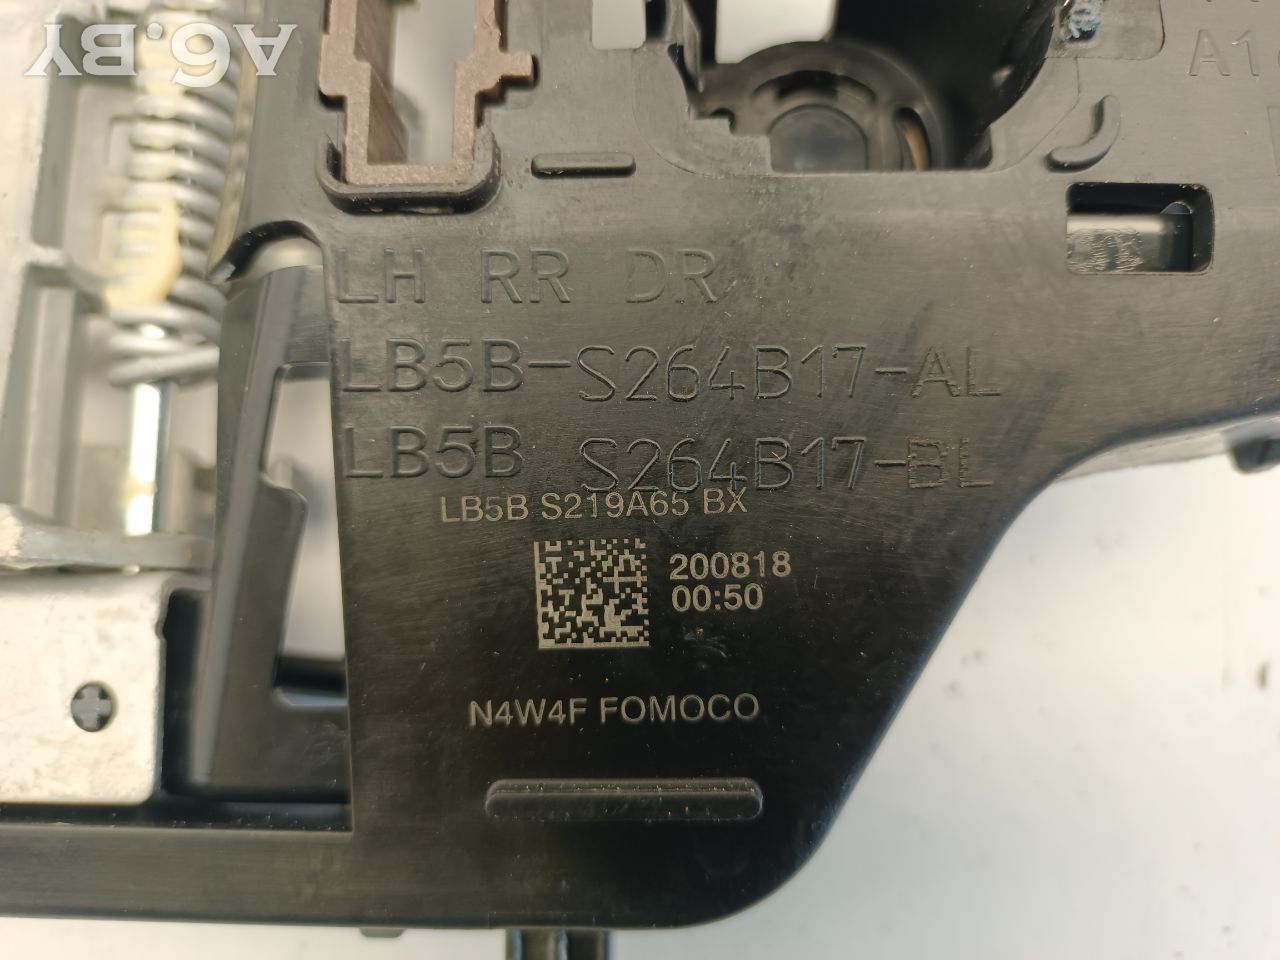 A6.BY
A1
LH RR DR
LB5B-S264B17-AL
LB5B S264B17-BL
LB5B S219A65 BX
200818
00:50
N4W4F FOMOCO